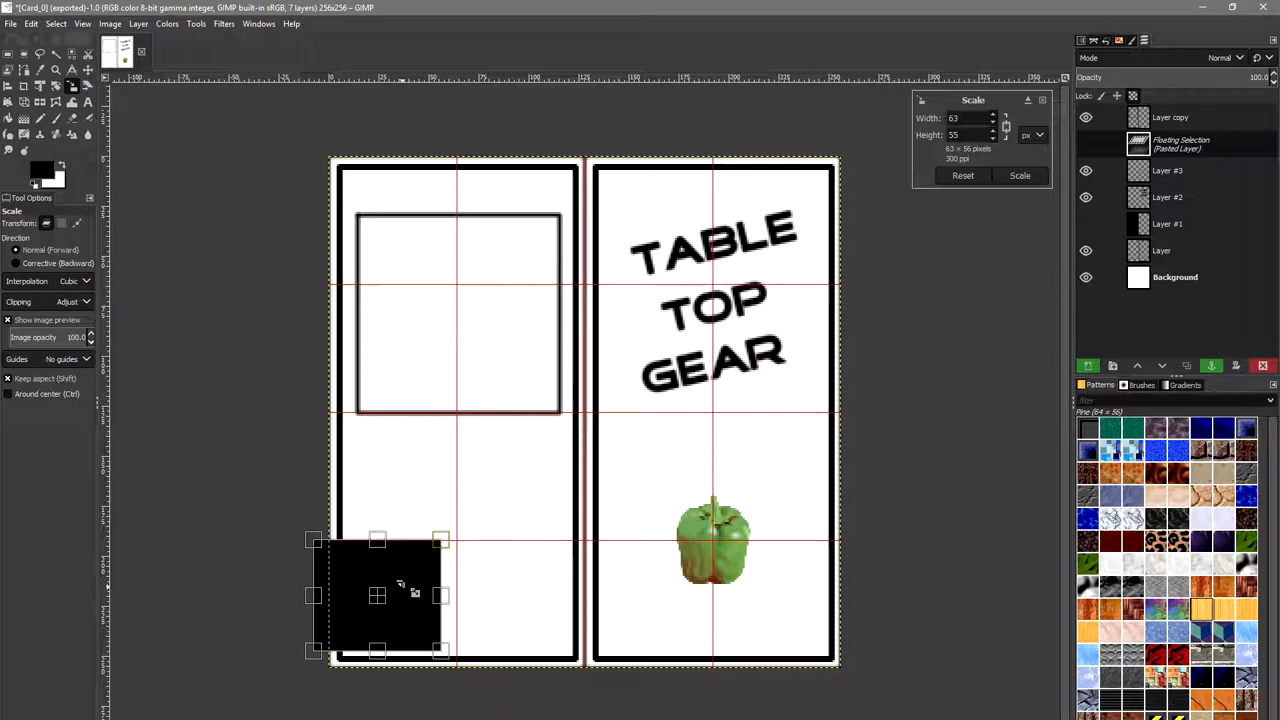 *[Card_0] (exported)-1.0 (RGB color 8-bit gamma integer, GIMP built-in sRGB, 7 layers) 256x256 – GIMP
File Edit Select View Image Layer Colors Tools Filters Windows Help
Tool Options
Scale
Transform:
Direction
Normal (Forward)
Corrective (Backward)
Interpolation Cubic
Clipping Adjust
Show image preview
Image opacity 100.0
Guides No guides
Keep aspect (Shift)
Around center (Ctrl)
TABLE
TOP
GEAR
Scale
Width: 63
Height: 55
px
63 × 56 pixels
300 ppi
Reset Scale
Mode Normal
Opacity 100.0
Lock:
Layer copy
Floating Selection
(Pasted Layer)
Layer #3
Layer #2
Layer #1
Layer
Background
Patterns Brushes Gradients
filter
Pine (64 × 56)